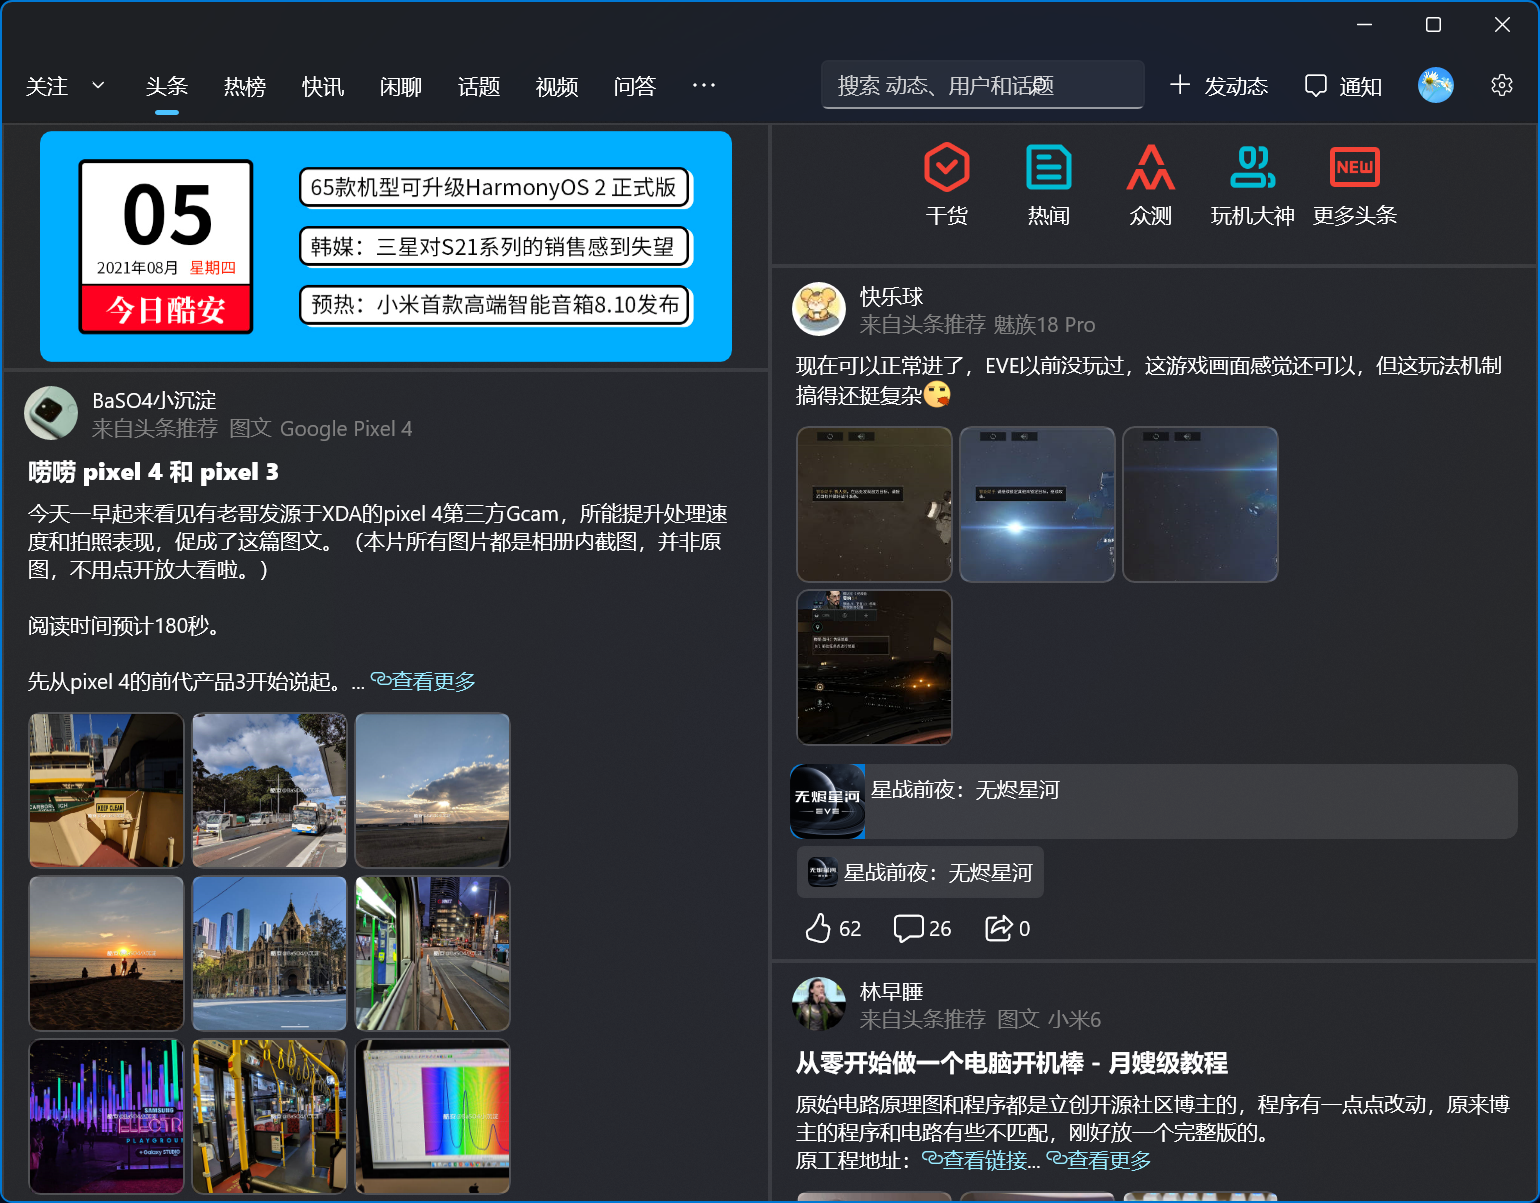 关注
头条
热榜
快讯
闲聊
话题
视频
问答
搜索 动态、用户和话题
发动态
通知
05
2021年08月 星期四
今日酷安
65款机型可升级HarmonyOS 2 正式版
韩媒：三星对S21系列的销售感到失望
预热：小米首款高端智能音箱8.10发布
BaSO4小沉淀
来自头条推荐 图文 Google Pixel 4
唠唠 pixel 4 和 pixel 3
今天一早起来看见有老哥发源于XDA的pixel 4第三方Gcam，所能提升处理速
度和拍照表现，促成了这篇图文。（本片所有图片都是相册内截图，并非原
图，不用点开放大看啦。）
阅读时间预计180秒。
先从pixel 4的前代产品3开始说起。... 查看更多
KEEP CLEAR
SAMSUNG
ELECTR
PLAYGROUN
+ Galaxy STUDIO
干货
热闻
众测
玩机大神
NEW
更多头条
快乐球
来自头条推荐 魅族18 Pro
现在可以正常进了，EVE以前没玩过，这游戏画面感觉还可以，但这玩法机制
搞得还挺复杂
无烬星河
EVE
星战前夜：无烬星河
无烬星河
星战前夜：无烬星河
62
26
0
林早睡
来自头条推荐 图文 小米6
从零开始做一个电脑开机棒 - 月嫂级教程
原始电路原理图和程序都是立创开源社区博主的，程序有一点点改动，原来博
主的程序和电路有些不匹配，刚好放一个完整版的。
原工程地址：查看链接... 查看更多